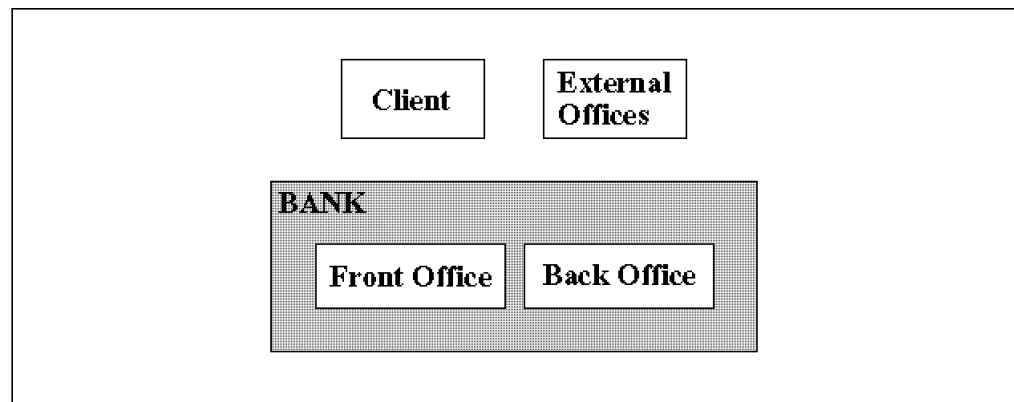 Client
External
Offices
BANK
Front Office
Back Office